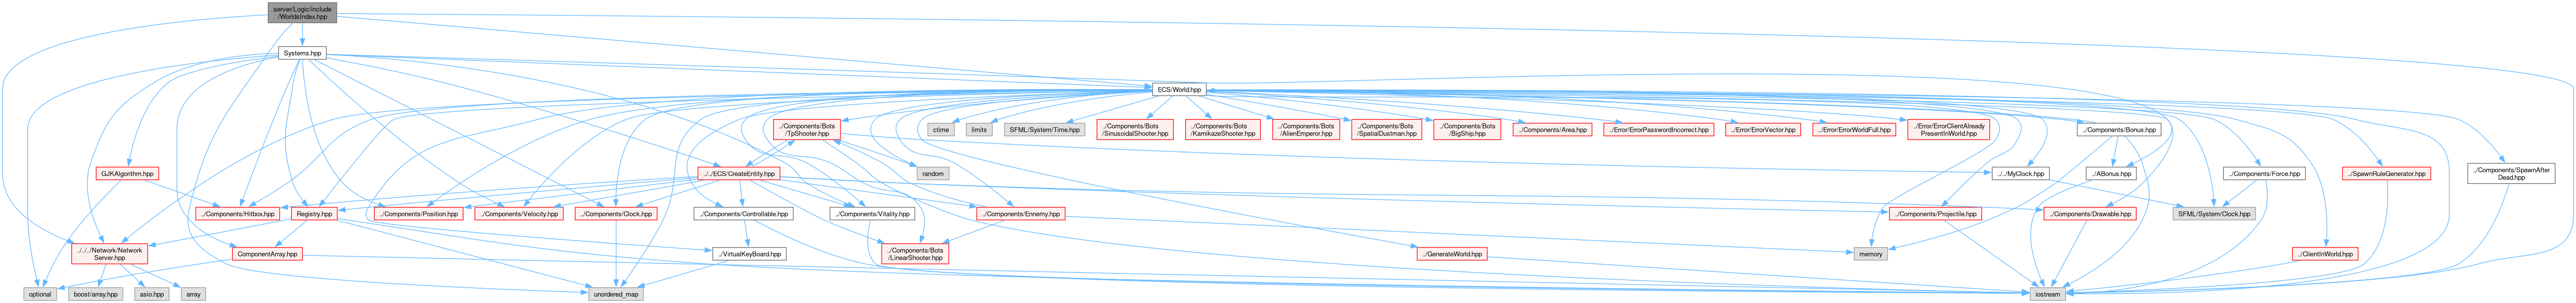 server/Logic/include
/WorldsIndex.hpp
Systems.hpp
ECS/World.hpp
../Components/Bots
/TpShooter.hpp
ctime
limits
SFML/System/Time.hpp
../Components/Bots
/SinusoidalShooter.hpp
../Components/Bots
/KamikazeShooter.hpp
../Components/Bots
/AlienEmperor.hpp
../Components/Bots
/SpatialDustman.hpp
../Components/Bots
/BigShip.hpp
../Components/Area.hpp
../Error/ErrorPasswordIncorrect.hpp
../Error/ErrorVector.hpp
../Error/ErrorWorldFull.hpp
../Error/ErrorClientAlready
PresentInWorld.hpp
../Components/Bonus.hpp
GJKAlgorithm.hpp
../../ECS/CreateEntity.hpp
random
../../MyClock.hpp
../ABonus.hpp
../Components/Force.hpp
../SpawnRuleGenerator.hpp
../Components/SpawnAfter
Dead.hpp
../Components/Hitbox.hpp
Registry.hpp
../Components/Position.hpp
../Components/Velocity.hpp
../Components/Clock.hpp
../Components/Controllable.hpp
../Components/Vitality.hpp
../Components/Ennemy.hpp
../Components/Projectile.hpp
../Components/Drawable.hpp
SFML/System/Clock.hpp
../../../Network/Network
Server.hpp
ComponentArray.hpp
../VirtualKeyBoard.hpp
../Components/Bots
/LinearShooter.hpp
../GenerateWorld.hpp
memory
../ClientInWorld.hpp
optional
boost/array.hpp
asio.hpp
array
unordered_map
iostream